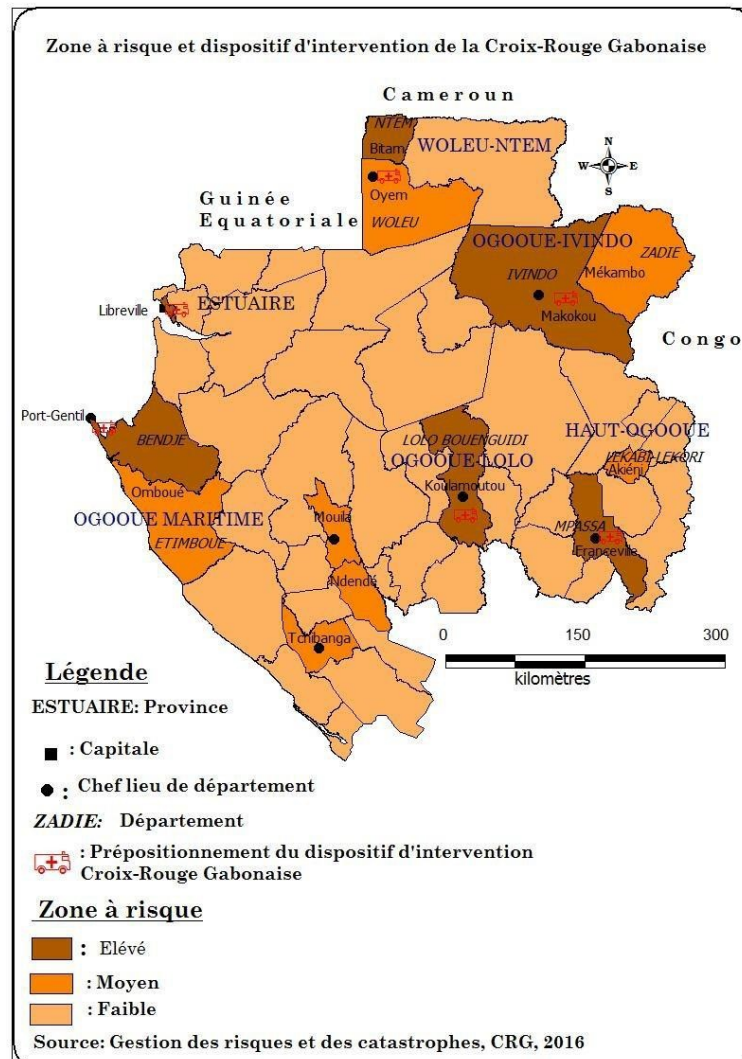 Zone à risque et dispositif d'intervention de la Croix-Rouge Gabonaise
Cameroun
NTEM
Bitam
WOLEU-NTEM
N
W E
S
Oyem
Guinée
Equatoriale
WOLEU
OGOOUE-IVINDO
ZADIE
IVINDO
Mékambo
Libreville
ESTUAIRE
Makokou
Congo
Port-Gentil
BENDJE
LOLO BOUENGUIDI
HAUT-OGOOUE
OGOOUE-LOLO
LEKABI-LEKORI
Akiéni
Omboué
Koulamoutou
OGOOUE MARITIME
Mouila
MPASSA
ETIMBOUE
Franceville
Ndendé
Tchibanga
0 150 300
kilomètres
Légende
ESTUAIRE: Province
: Capitale
: Chef lieu de département
ZADIE: Département
: Prépositionnement du dispositif d'intervention
Croix-Rouge Gabonaise
Zone à risque
: Elévé
: Moyen
: Faible
Source: Gestion des risques et des catastrophes, CRG, 2016